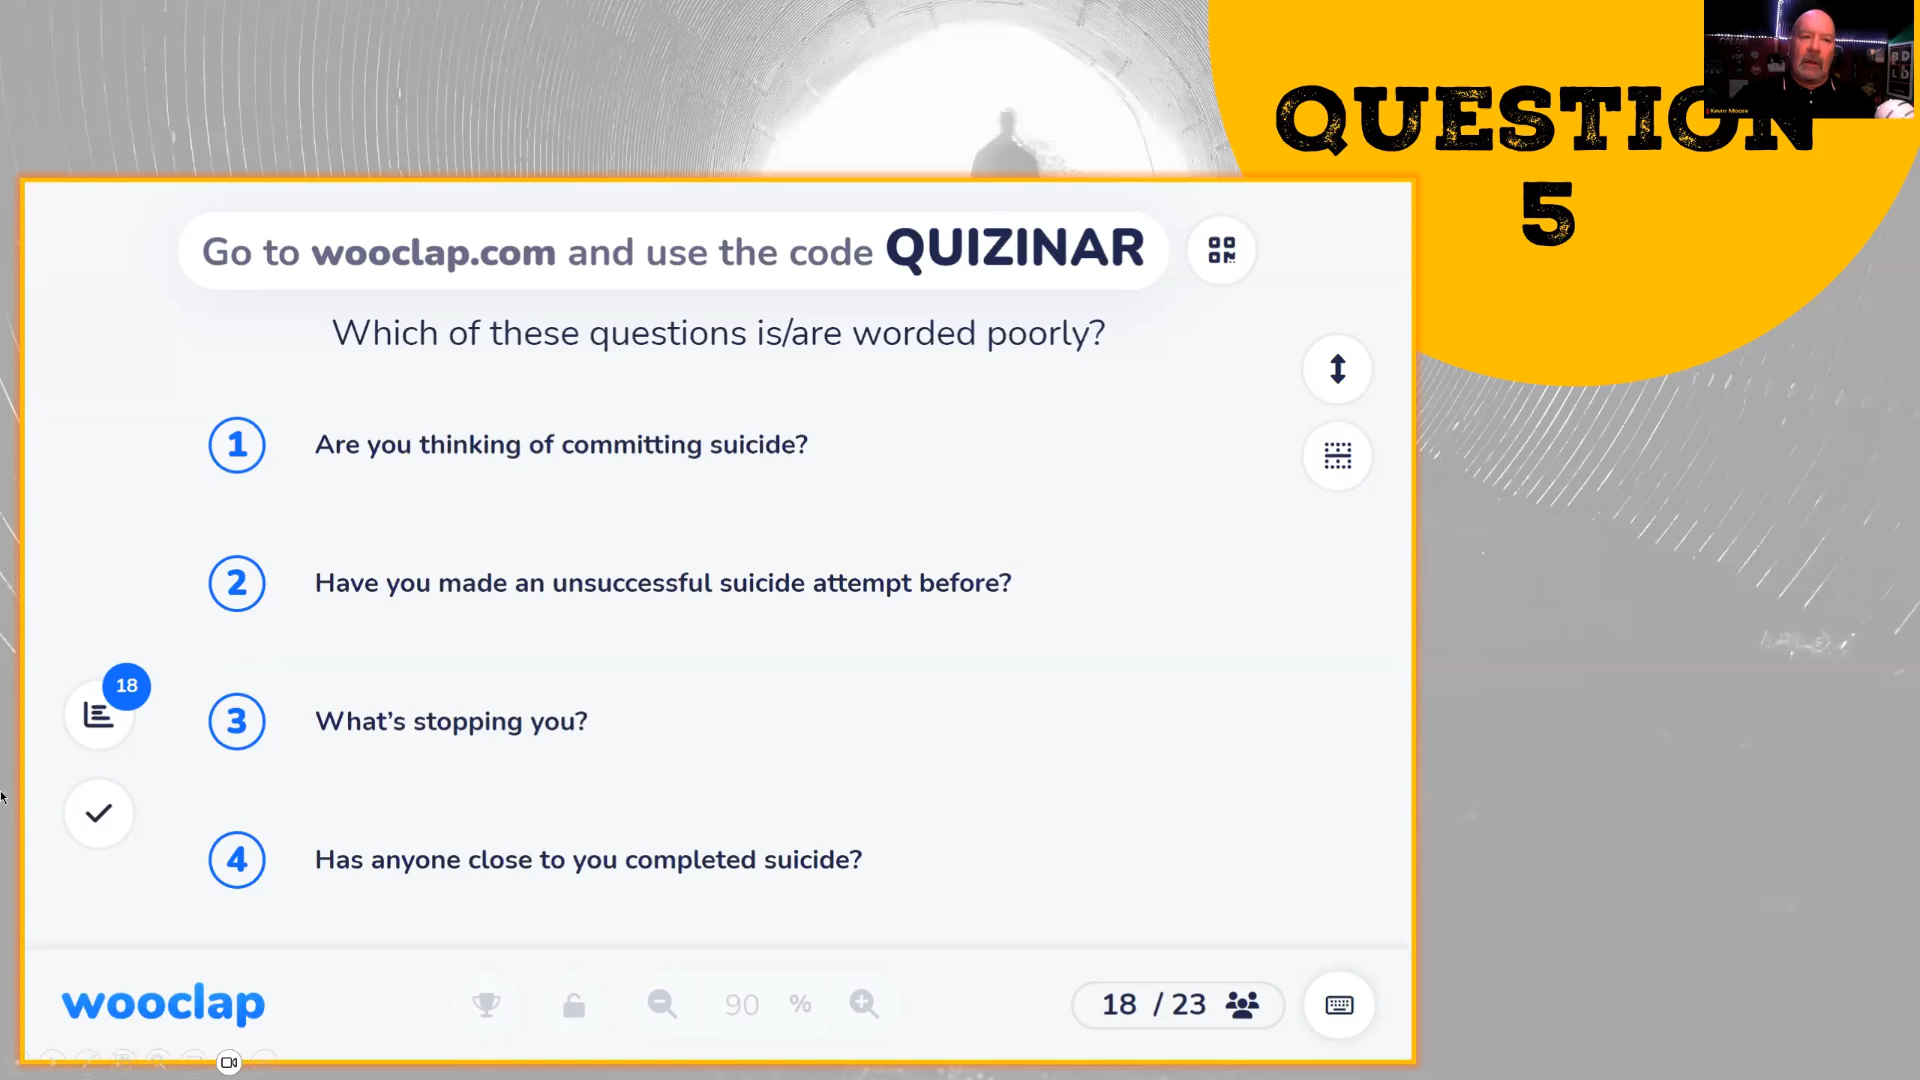 QUESTION
5
Kevin Moore
Go to wooclap.com and use the code QUIZINAR
Which of these questions is/are worded poorly?
1 Are you thinking of committing suicide?
2 Have you made an unsuccessful suicide attempt before?
18
3 What's stopping you?
4 Has anyone close to you completed suicide?
wooclap
90 %
18 / 23